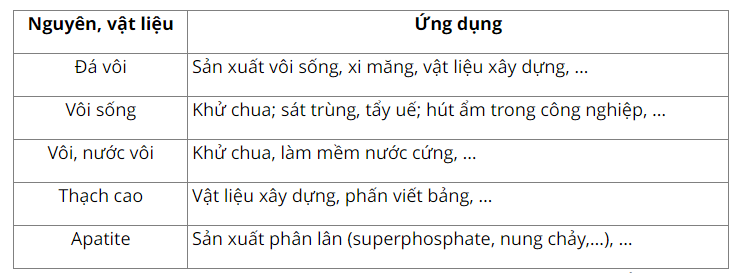 Nguyên, vật liệu Ứng dụng
Đá vôi Sản xuất vôi sống, xi măng, vật liệu xây dựng, ...
Vôi sống Khử chua; sát trùng, tẩy uế; hút ẩm trong công nghiệp, ...
Vôi, nước vôi Khử chua, làm mềm nước cứng, ...
Thạch cao Vật liệu xây dựng, phấn viết bảng, ...
Apatite Sản xuất phân lân (superphosphate, nung chảy,...), ...